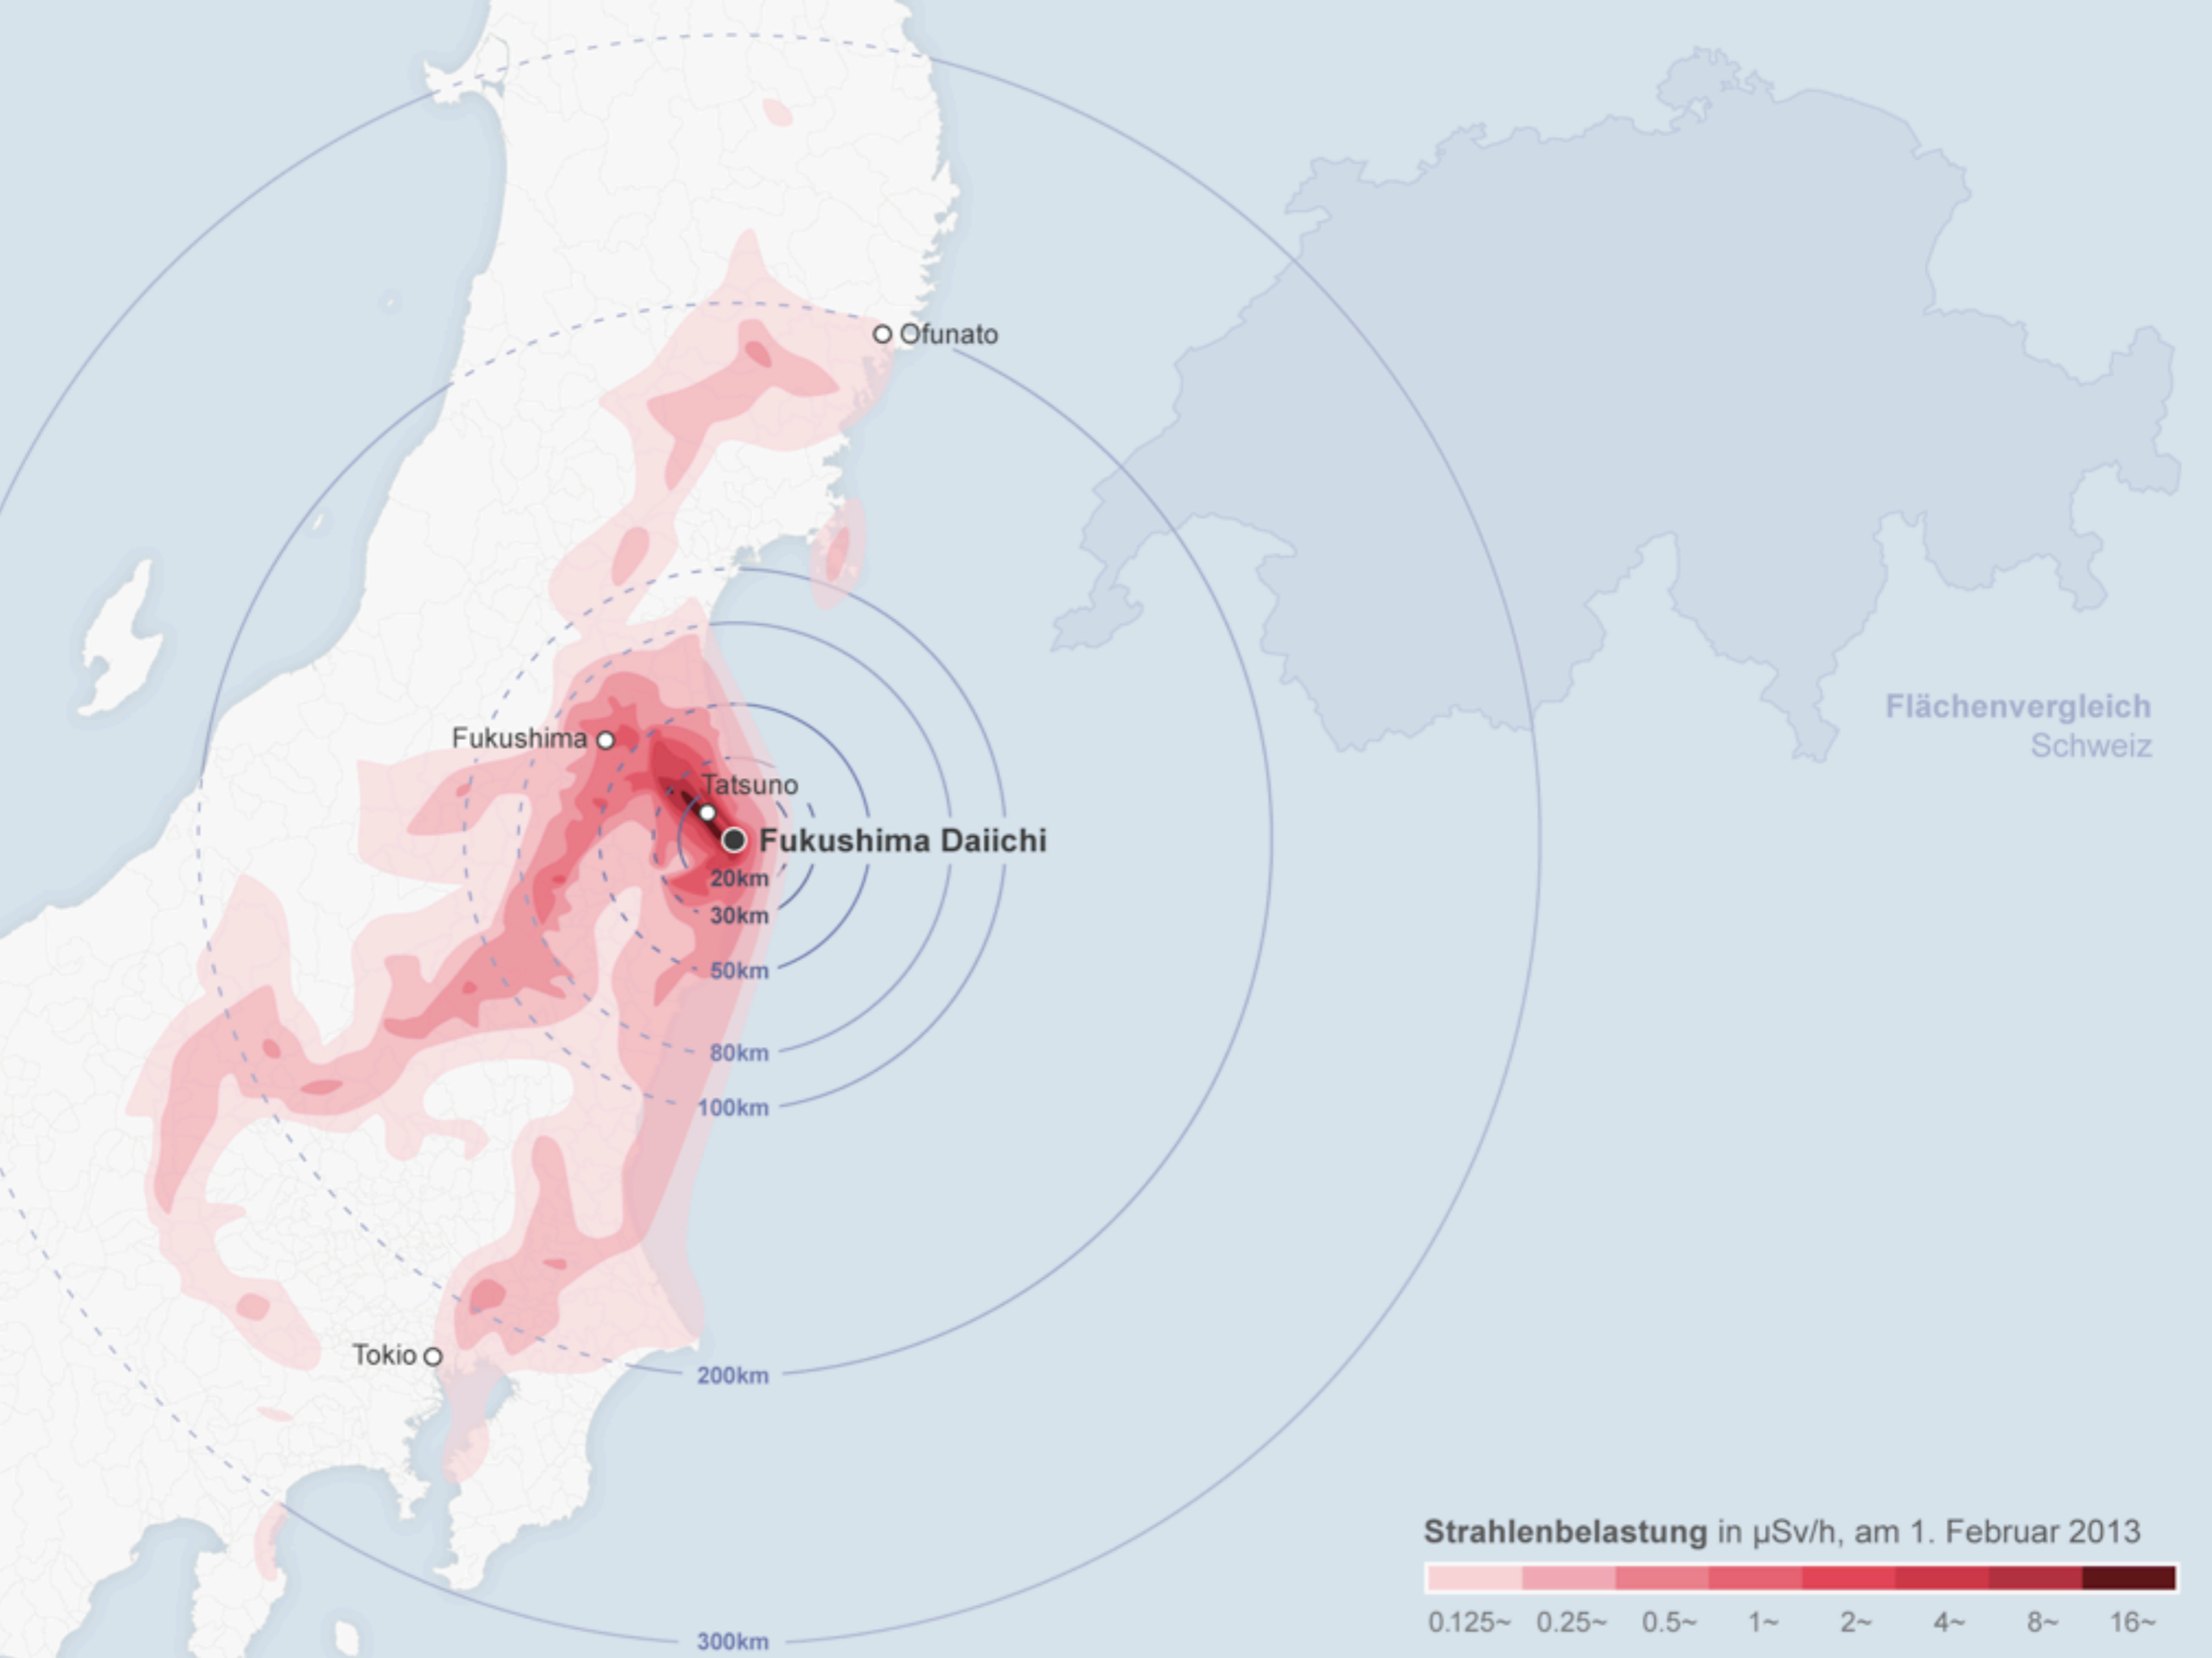 Ofunato
Fukushima
Tatsuno
Fukushima Daiichi
20km
30km
50km
80km
100km
200km
300km
Tokio
Flächenvergleich
Schweiz
Strahlenbelastung in µSv/h, am 1. Februar 2013
0.125~ 0.25~ 0.5~ 1~ 2~ 4~ 8~ 16~